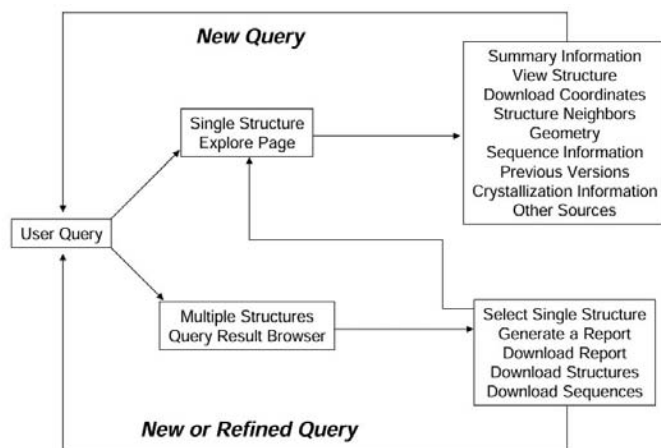 New Query
Summary Information
View Structure
Download Coordinates
Structure Neighbors
Geometry
Sequence Information
Previous Versions
Crystallization Information
Other Sources
Single Structure
Explore Page
User Query
Multiple Structures
Query Result Browser
Select Single Structure
Generate a Report
Download Report
Download Structures
Download Sequences
New or Refined Query